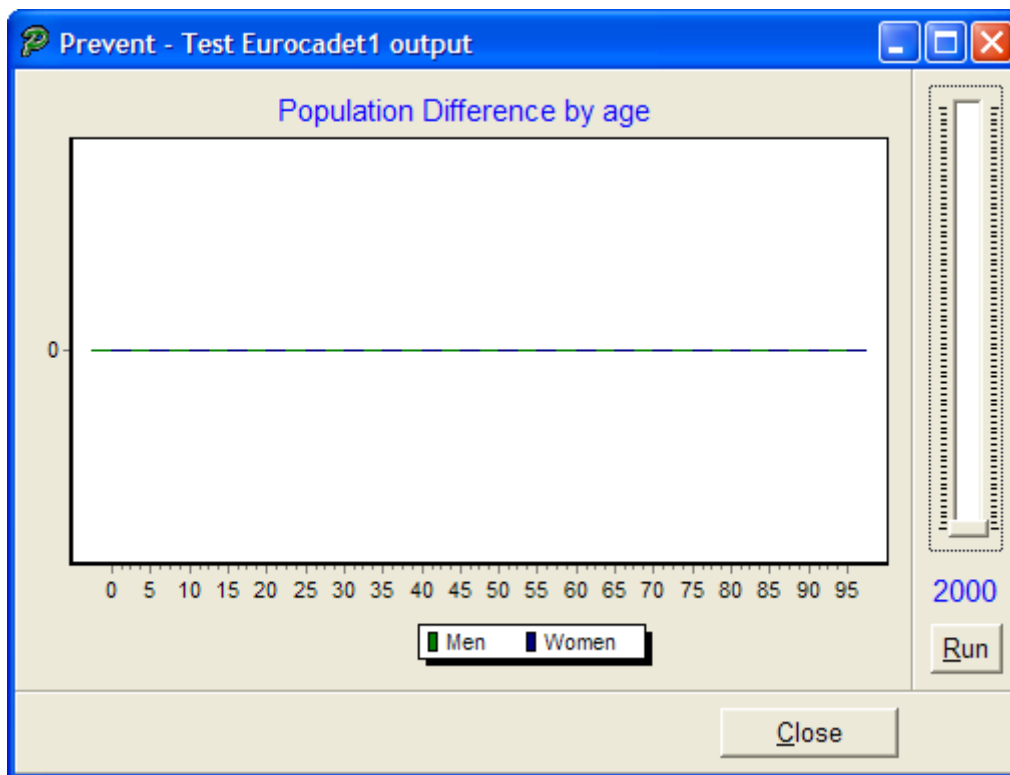 Prevent - Test Eurocadet1 output
Population Difference by age
0
0 5 10 15 20 25 30 35 40 45 50 55 60 65 70 75 80 85 90 95
Men Women
2000
Run
Close